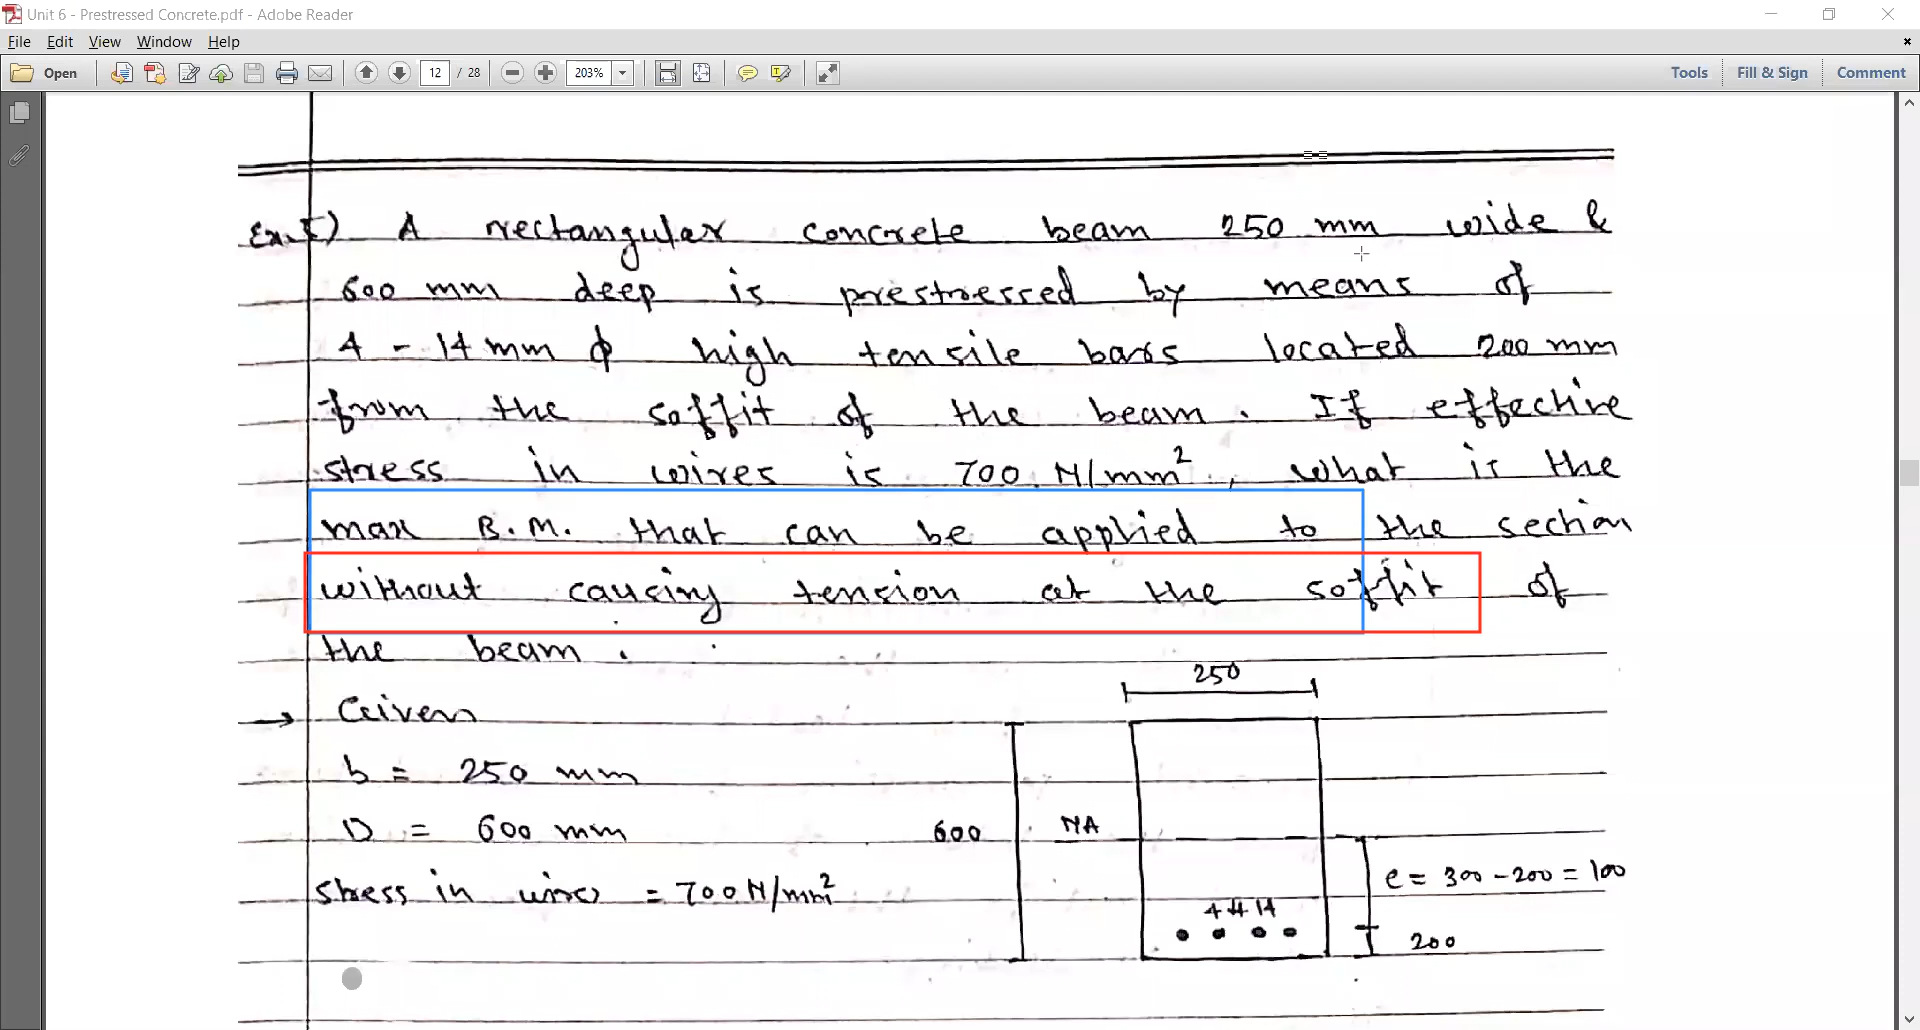 Unit 6 - Prestressed Concrete.pdf - Adobe Reader
File Edit View Window Help
Open 12 / 28 203% Tools Fill & Sign Comment
Ex.5) A rectangular concrete beam 250 mm wide &
600 mm deep is prestressed by means of
4 - 14 mm ϕ high tensile bars located 200 mm
from the soffit of the beam. If effective
stress in wires is 700 N/mm², what is the
max B.M. that can be applied to the section
without causing tension at the soffit of
the beam.
→ Given
250
b = 250 mm
D = 600 mm
600 NA
e = 300 - 200 = 100
stress in wires = 700 N/mm²
4 # 14
200